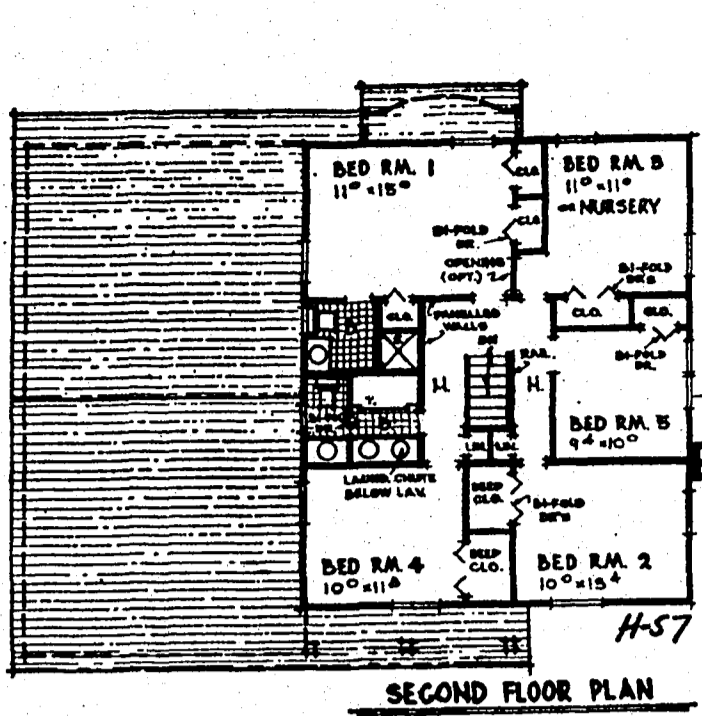 BED RM. 1
11⁰ × 15⁰
CLO.
CLO.
BI-FOLD
DR.
OPENING
(OPT.)
BED RM. 3
11⁰ × 11⁰
OR NURSERY
BI-FOLD
DR'S
CLO.
CLO.
BI-FOLD
DR.
CLO.
PANELLED
WALLS
B.
DN
RAIL
H.
H.
BED RM. 5
9⁴ × 10⁰
T.
B.
LIN.
LIN.
LAUND. CHUTE
BELOW LAV.
DEEP
CLO.
BI-FOLD
DR'S
DEEP
CLO.
BED RM. 4
10⁰ × 11⁸
BED RM. 2
10⁰ × 15⁴
H-57
SECOND FLOOR PLAN